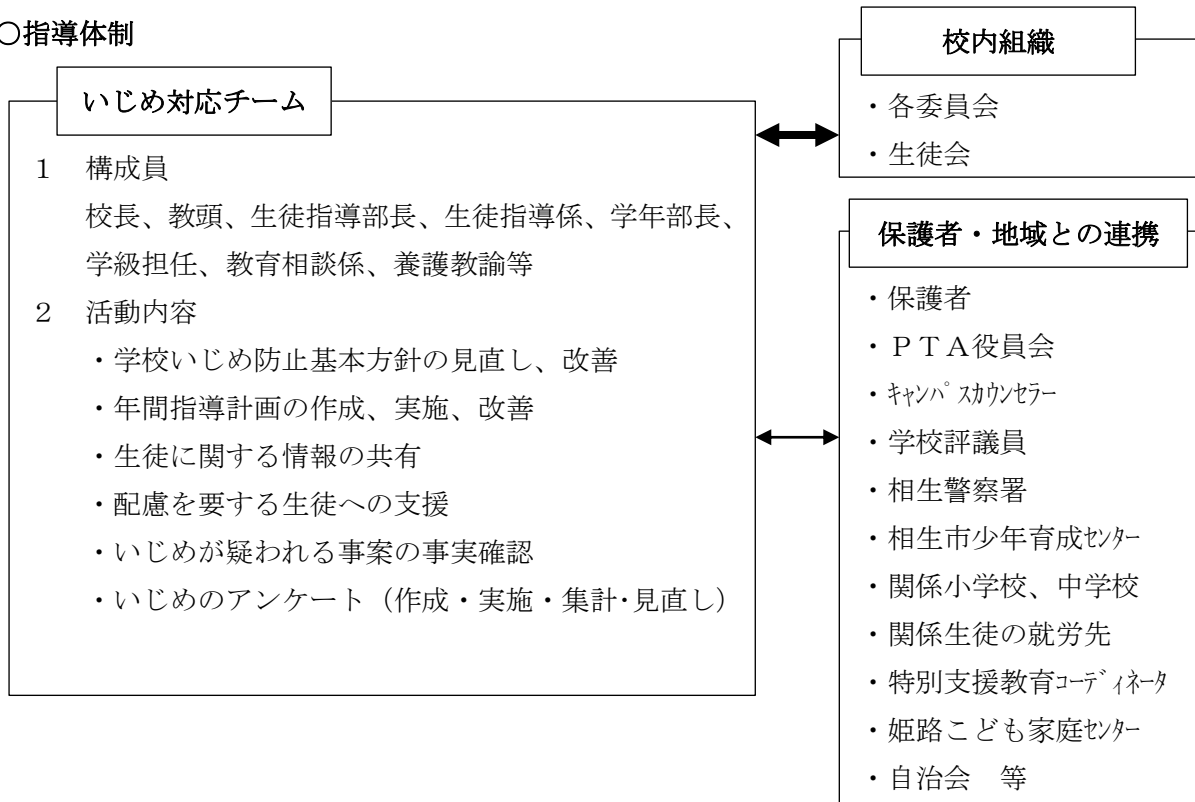 ○指導体制
いじめ対応チーム
１　構成員
校長、教頭、生徒指導部長、生徒指導係、学年部長、
学級担任、教育相談係、養護教諭等
２　活動内容
・学校いじめ防止基本方針の見直し、改善
・年間指導計画の作成、実施、改善
・生徒に関する情報の共有
・配慮を要する生徒への支援
・いじめが疑われる事案の事実確認
・いじめのアンケート（作成・実施・集計･見直し）
校内組織
・各委員会
・生徒会
保護者・地域との連携
・保護者
・ＰＴＡ役員会
・ｷｬﾝﾊﾟｽｶｳﾝｾﾗｰ
・学校評議員
・相生警察署
・相生市少年育成ｾﾝﾀｰ
・関係小学校、中学校
・関係生徒の就労先
・特別支援教育ｺｰﾃﾞｨﾈｰﾀ
・姫路こども家庭ｾﾝﾀｰ
・自治会　等